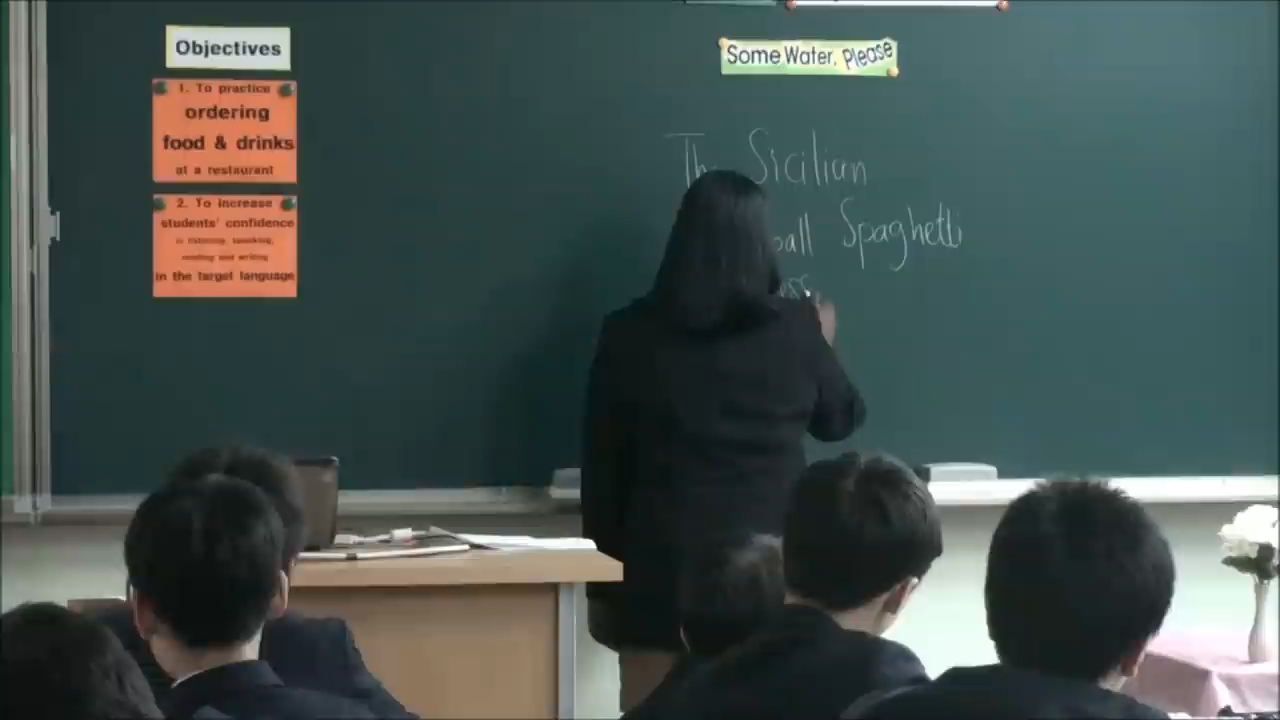 Objectives
1. To practice
ordering
food & drinks
at a restaurant
2. To increase
students' confidence
in listening, speaking,
reading and writing
in the target language
Some Water, Please
Sicilian
Spaghetti